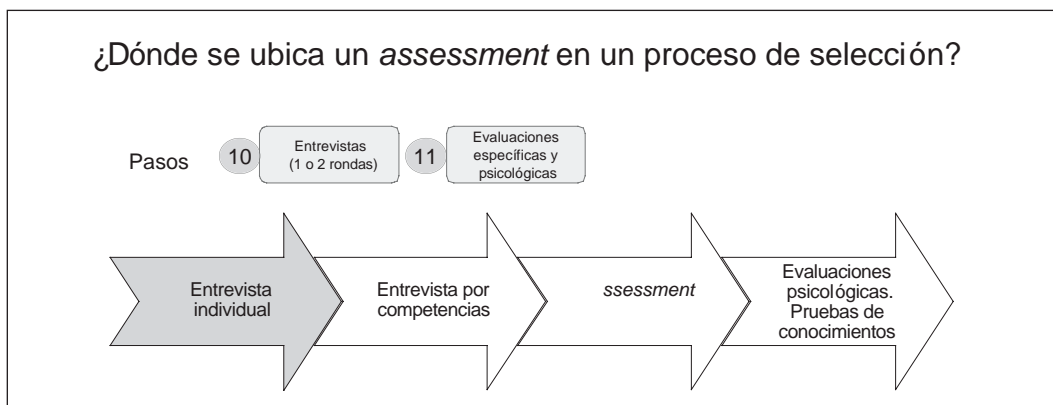 ¿Dónde se ubica un assessment en un proceso de selección?
Pasos
10
Entrevistas
(1 o 2 rondas)
11
Evaluaciones
específicas y
psicológicas
Entrevista
individual
Entrevista por
competencias
ssessment
Evaluaciones
psicológicas.
Pruebas de
conocimientos